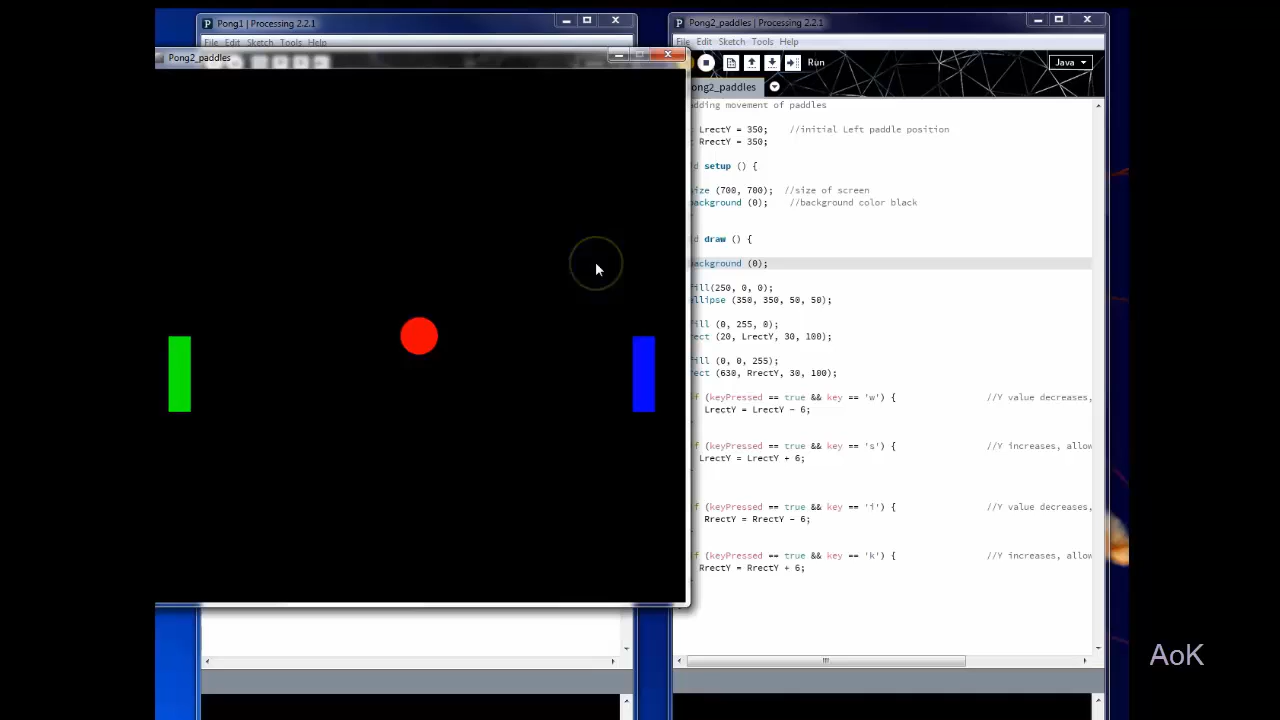 Pong1 | Processing 2.2.1
File Edit Sketch Tools Help
Pong2_paddles
Pong2_paddles | Processing 2.2.1
File Edit Sketch Tools Help
Run
Java
ong2_paddles
dding movement of paddles
LrectY = 350; //initial Left paddle position
RrectY = 350;
d setup () {
size (700, 700); //size of screen
background (0); //background color black
d draw () {
background (0);
ill(250, 0, 0);
ellipse (350, 350, 50, 50);
ill (0, 255, 0);
ect (20, LrectY, 30, 100);
ill (0, 0, 255);
ect (630, RrectY, 30, 100);
f (keyPressed == true && key == 'w') { //Y value decreases,
LrectY = LrectY - 6;
f (keyPressed == true && key == 's') { //Y increases, allow
LrectY = LrectY + 6;
f (keyPressed == true && key == 'i') { //Y value decreases,
RrectY = RrectY - 6;
f (keyPressed == true && key == 'k') { //Y increases, allow
RrectY = RrectY + 6;
AoK